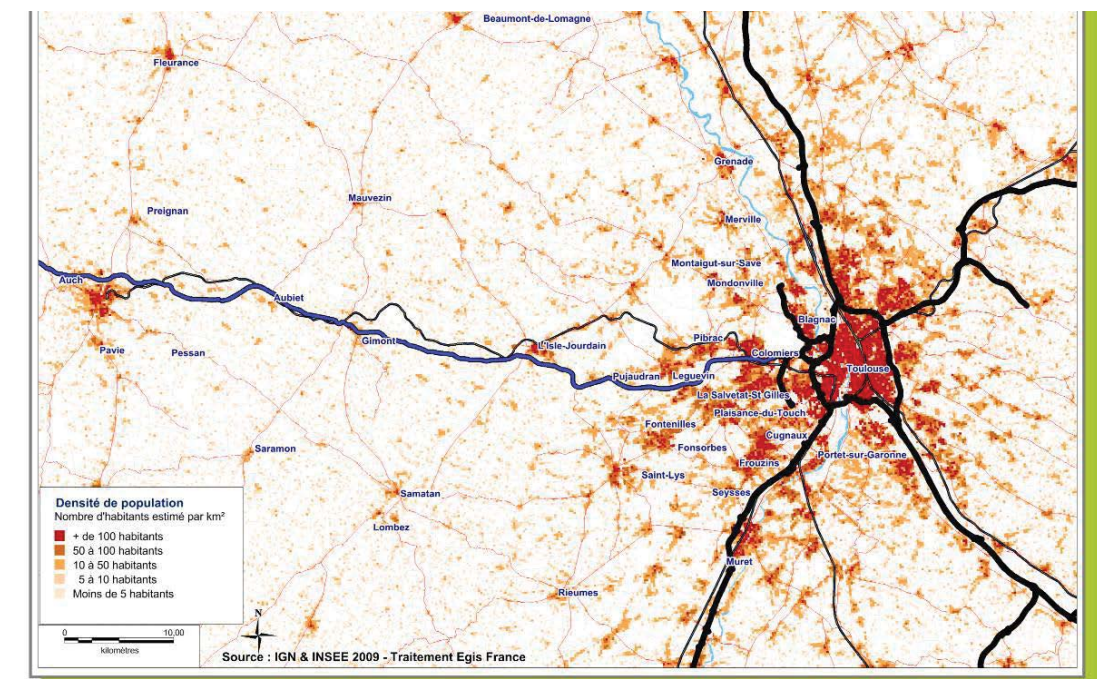 Beaumont-de-Lomagne
Fleurance
Grenade
Mauvezin
Preignan
Merville
Montaigut-sur-Save
Mondonville
Auch
Aubiet
Blagnac
Gimont
Pibrac
L'Isle-Jourdain
Colomiers
Pavie
Pessan
Toulouse
Pujaudran
Leguevin
La Salvetat-St Gilles
Plaisance-du-Touch
Fontenilles
Cugnaux
Saramon
Fonsorbes
Portet-sur-Garonne
Frouzins
Saint-Lys
Seysses
Samatan
Lombez
Muret
Rieumes
Densité de population
Nombre d'habitants estimé par km²
+ de 100 habitants
50 à 100 habitants
10 à 50 habitants
5 à 10 habitants
Moins de 5 habitants
N
0 10,00
kilomètres
Source : IGN & INSEE 2009 - Traitement Egis France